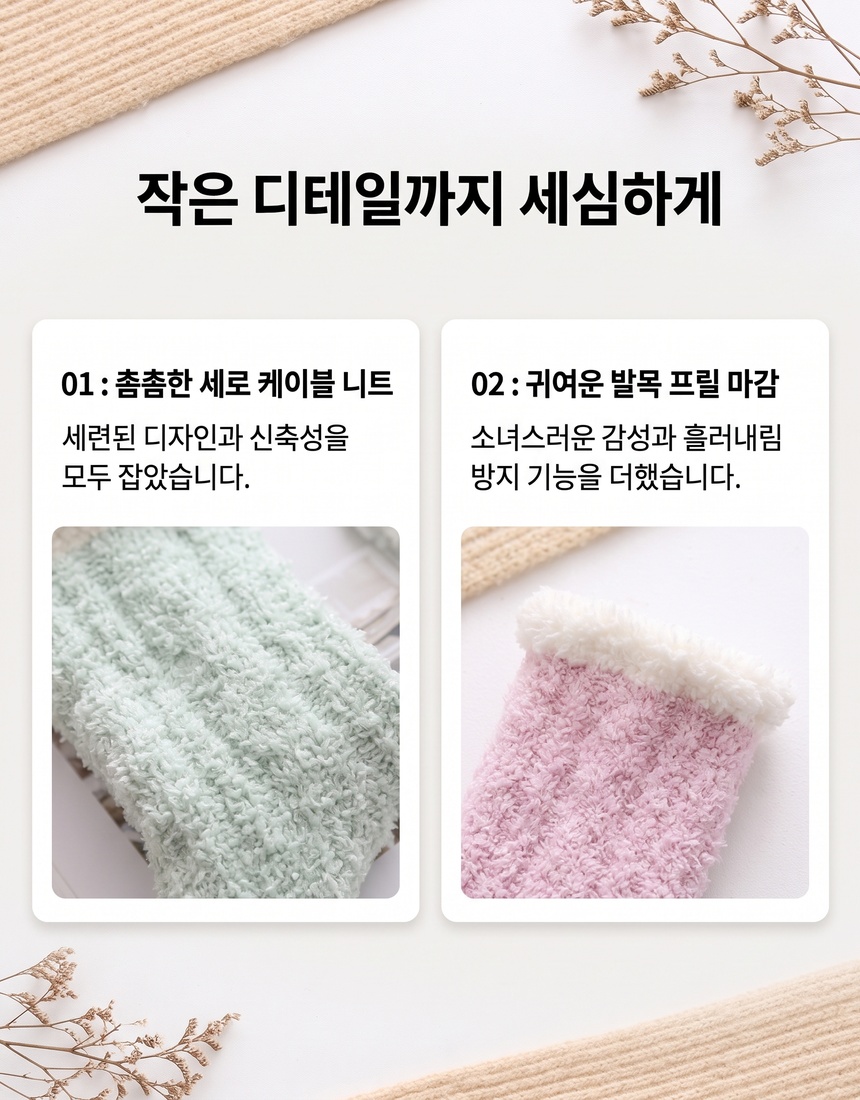 작은 디테일까지 세심하게
01 : 촘촘한 세로 케이블 니트
세련된 디자인과 신축성을
모두 잡았습니다.
02 : 귀여운 발목 프릴 마감
소녀스러운 감성과 흘러내림
방지 기능을 더했습니다.